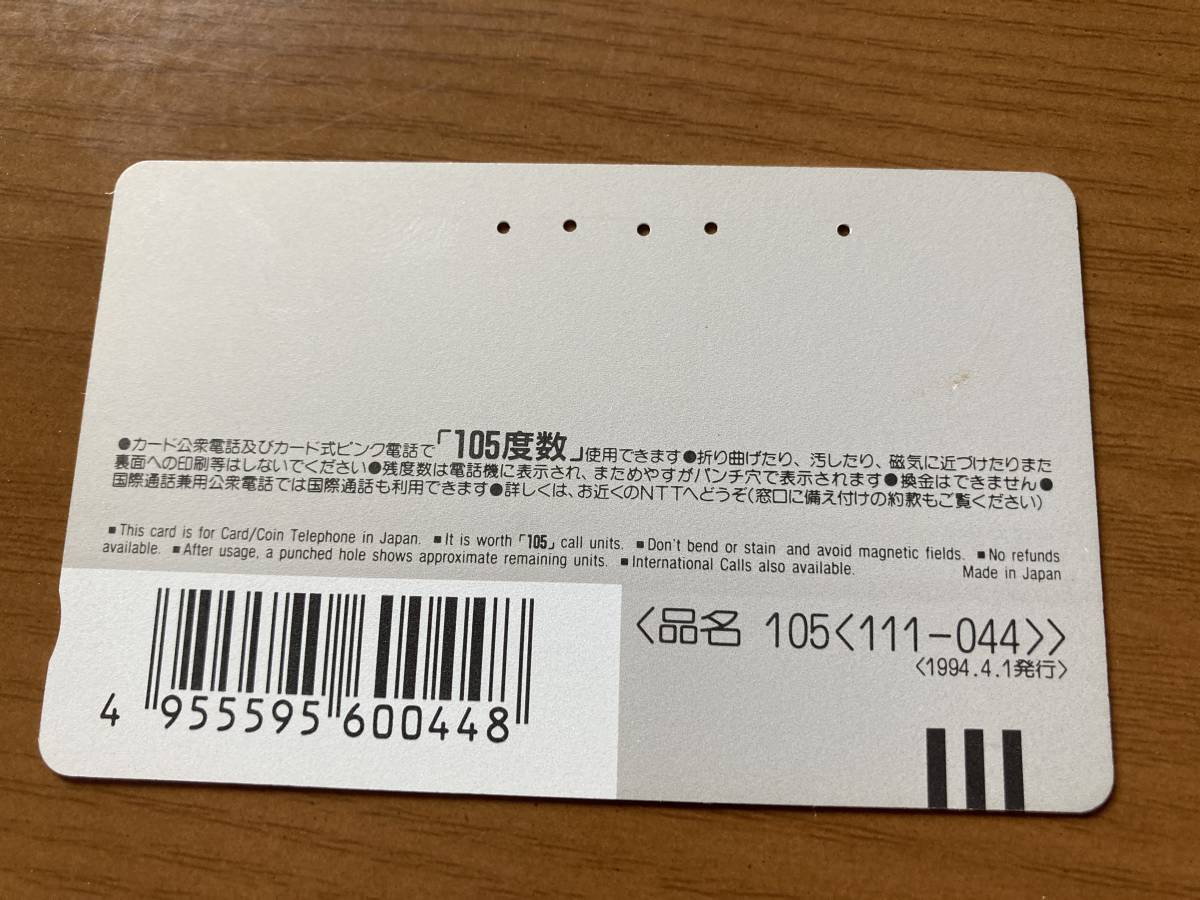 ●カード公衆電話及びカード式ピンク電話で「105度数」使用できます●折り曲げたり、汚したり、磁気に近づけたりまた
裏面への印刷等はしないでください●残度数は電話機に表示され、まためやすがパンチ穴で表示されます●換金はできません●
国際通話兼用公衆電話では国際通話も利用できます●詳しくは、お近くのNTTへどうぞ(窓口に備え付けの約款もご覧ください)
■This card is for Card/Coin Telephone in Japan. ■It is worth「105」call units. ■Don't bend or stain and avoid magnetic fields. ■No refunds
available. ■After usage, a punched hole shows approximate remaining units. ■International Calls also available. Made in Japan
<品名 105<111-044>>
<1994.4.1発行>
4 955595 600448